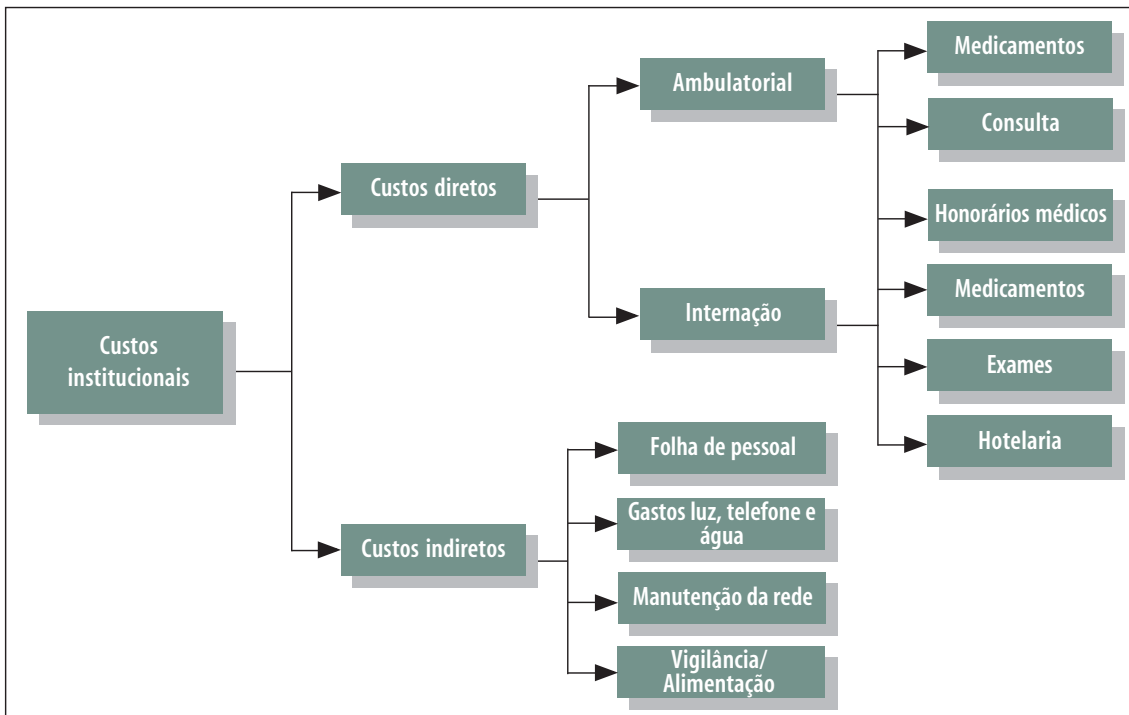 Custos
institucionais
Custos diretos
Custos indiretos
Ambulatorial
Internação
Folha de pessoal
Gastos luz, telefone e
água
Manutenção da rede
Vigilância/
Alimentação
Medicamentos
Consulta
Honorários médicos
Medicamentos
Exames
Hotelaria